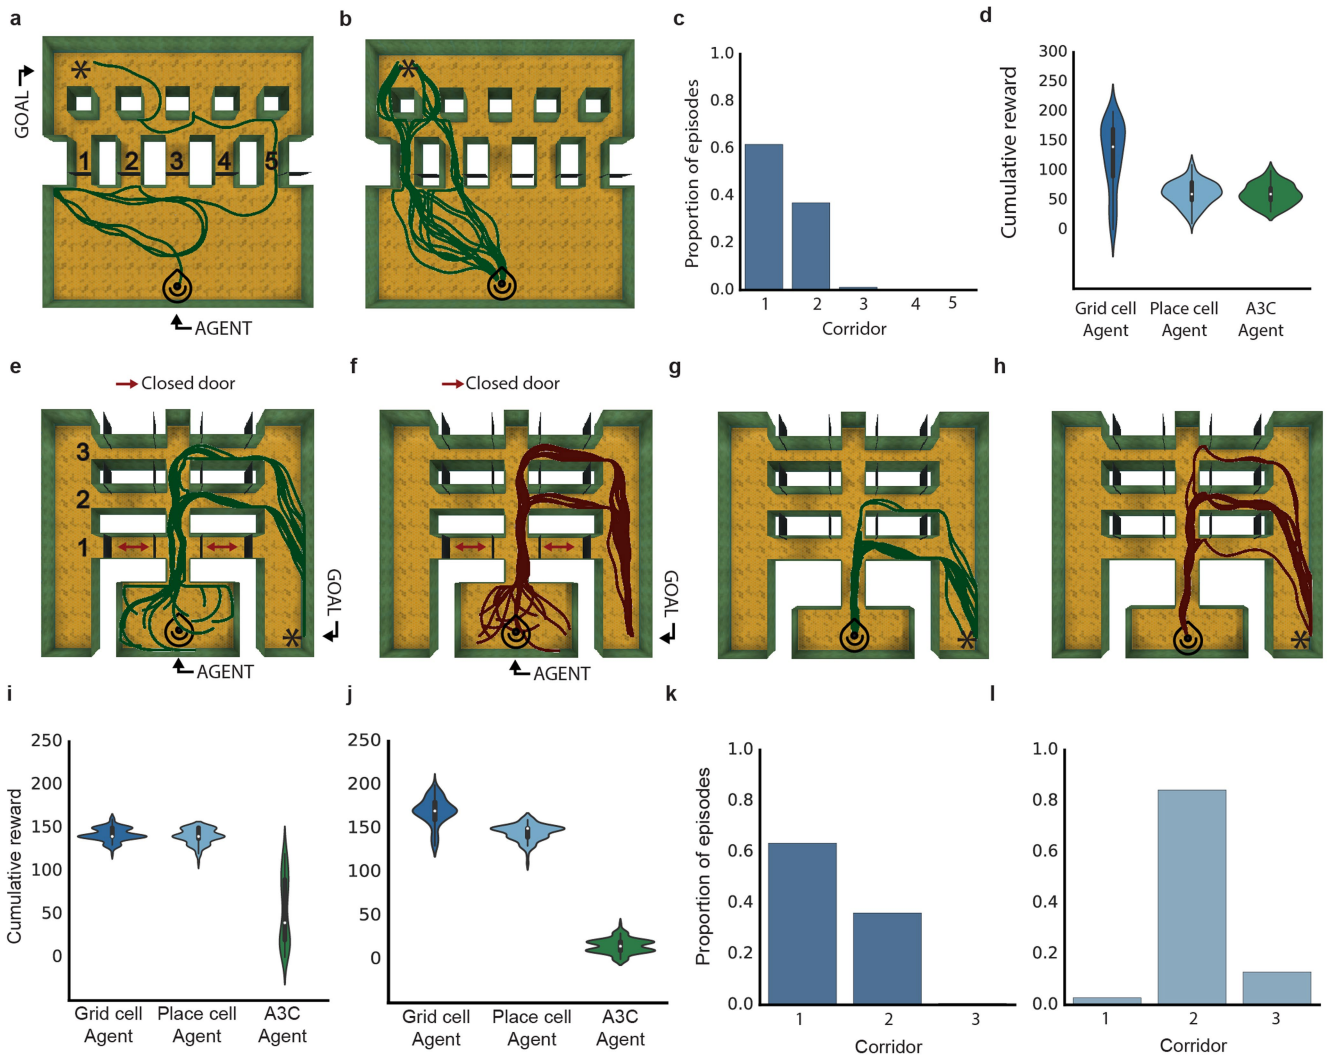 a
b
c
d
GOAL
1 2 3 4 5
AGENT
Proportion of episodes
1.0
0.8
0.6
0.4
0.2
0.0
1 2 3 4 5
Corridor
Cumulative reward
300
250
200
150
100
50
0
Grid cell Agent
Place cell Agent
A3C Agent
e
f
g
h
Closed door
3
2
1
GOAL
AGENT
Closed door
GOAL
AGENT
i
j
k
l
Cumulative reward
250
200
150
100
50
0
Grid cell Agent
Place cell Agent
A3C Agent
250
200
150
100
50
0
Grid cell Agent
Place cell Agent
A3C Agent
Proportion of episodes
1.0
0.8
0.6
0.4
0.2
0.0
1 2 3
Corridor
1.0
0.8
0.6
0.4
0.2
0.0
1 2 3
Corridor